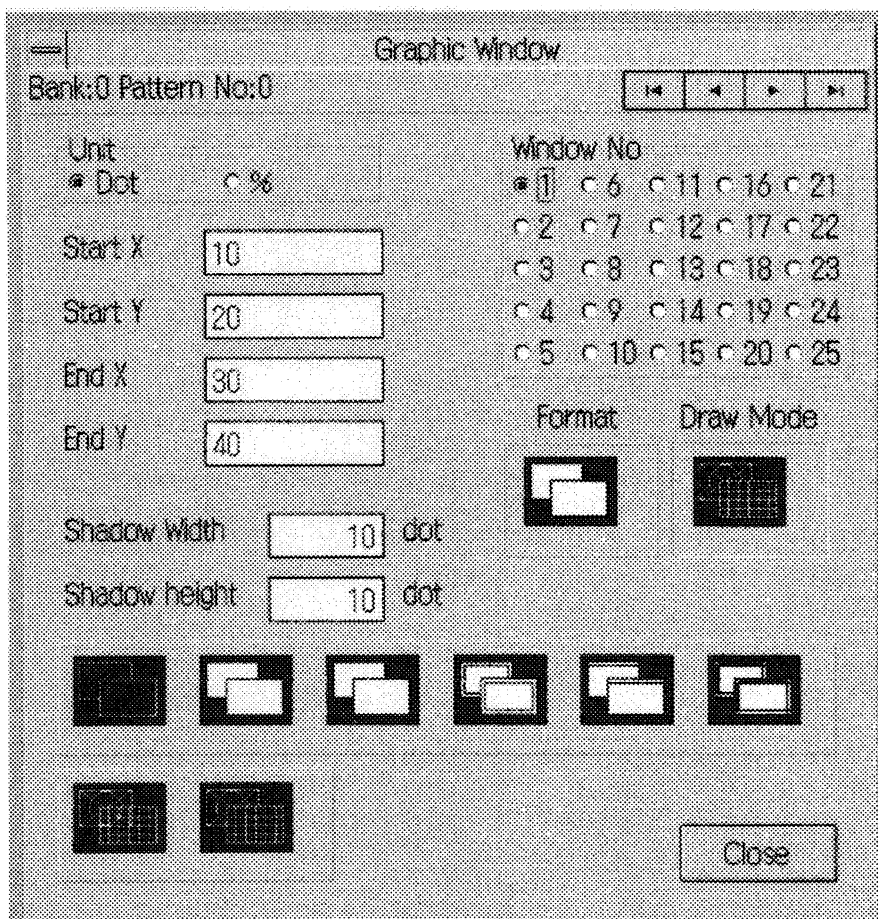 Graphic Window
Bank:0 Pattern No:0
Unit
Dot %
Start X 10
Start Y 20
End X 30
End Y 40
Shadow Width 10 dot
Shadow height 10 dot
Window No
1 6 11 16 21
2 7 12 17 22
3 8 13 18 23
4 9 14 19 24
5 10 15 20 25
Format Draw Mode
Close